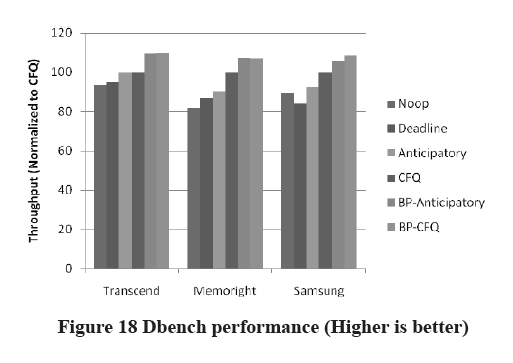 120
100
80
60
40
20
0
Throughput (Normalized to CFQ)
Transcend
Memoright
Samsung
Noop
Deadline
Anticipatory
CFQ
BP-Anticipatory
BP-CFQ
Figure 18 Dbench performance (Higher is better)